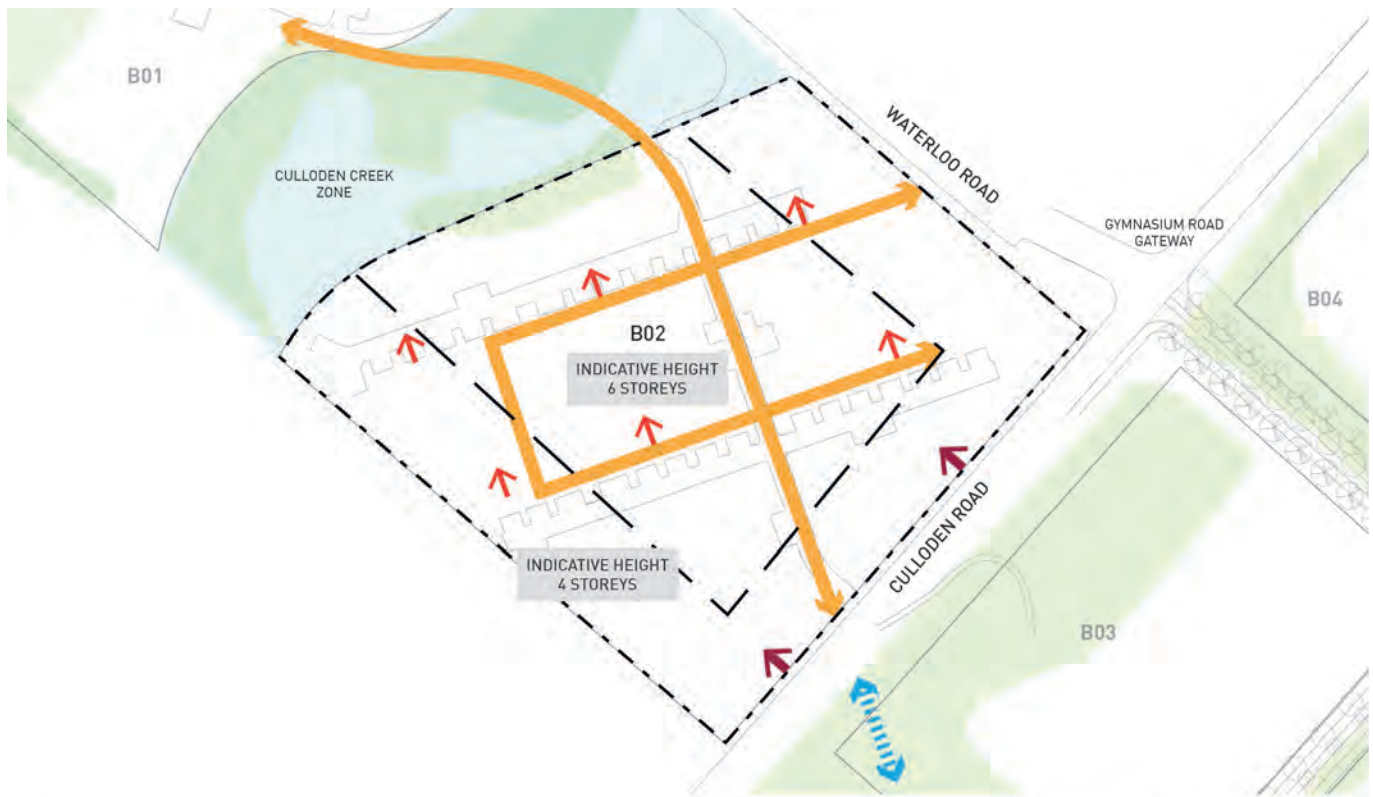 B01
WATERLOO ROAD
CULLODEN CREEK
ZONE
GYMNASIUM ROAD
GATEWAY
B04
B02
INDICATIVE HEIGHT
6 STOREYS
CULLODEN ROAD
INDICATIVE HEIGHT
4 STOREYS
B03